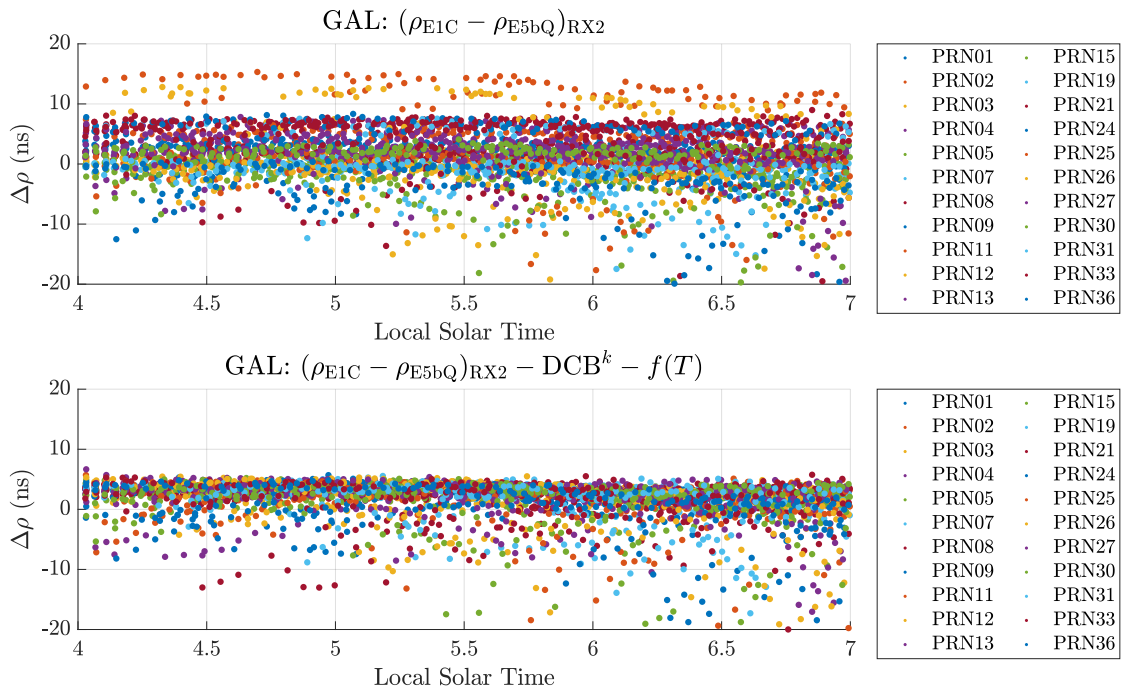 GAL: (ρE1C − ρE5bQ)RX2
20
10
0
-10
-20
Δρ (ns)
4 4.5 5 5.5 6 6.5 7
Local Solar Time
PRN01 PRN15
PRN02 PRN19
PRN03 PRN21
PRN04 PRN24
PRN05 PRN25
PRN07 PRN26
PRN08 PRN27
PRN09 PRN30
PRN11 PRN31
PRN12 PRN33
PRN13 PRN36
GAL: (ρE1C − ρE5bQ)RX2 − DCB^k − f(T)
20
10
0
-10
-20
Δρ (ns)
4 4.5 5 5.5 6 6.5 7
Local Solar Time
PRN01 PRN15
PRN02 PRN19
PRN03 PRN21
PRN04 PRN24
PRN05 PRN25
PRN07 PRN26
PRN08 PRN27
PRN09 PRN30
PRN11 PRN31
PRN12 PRN33
PRN13 PRN36